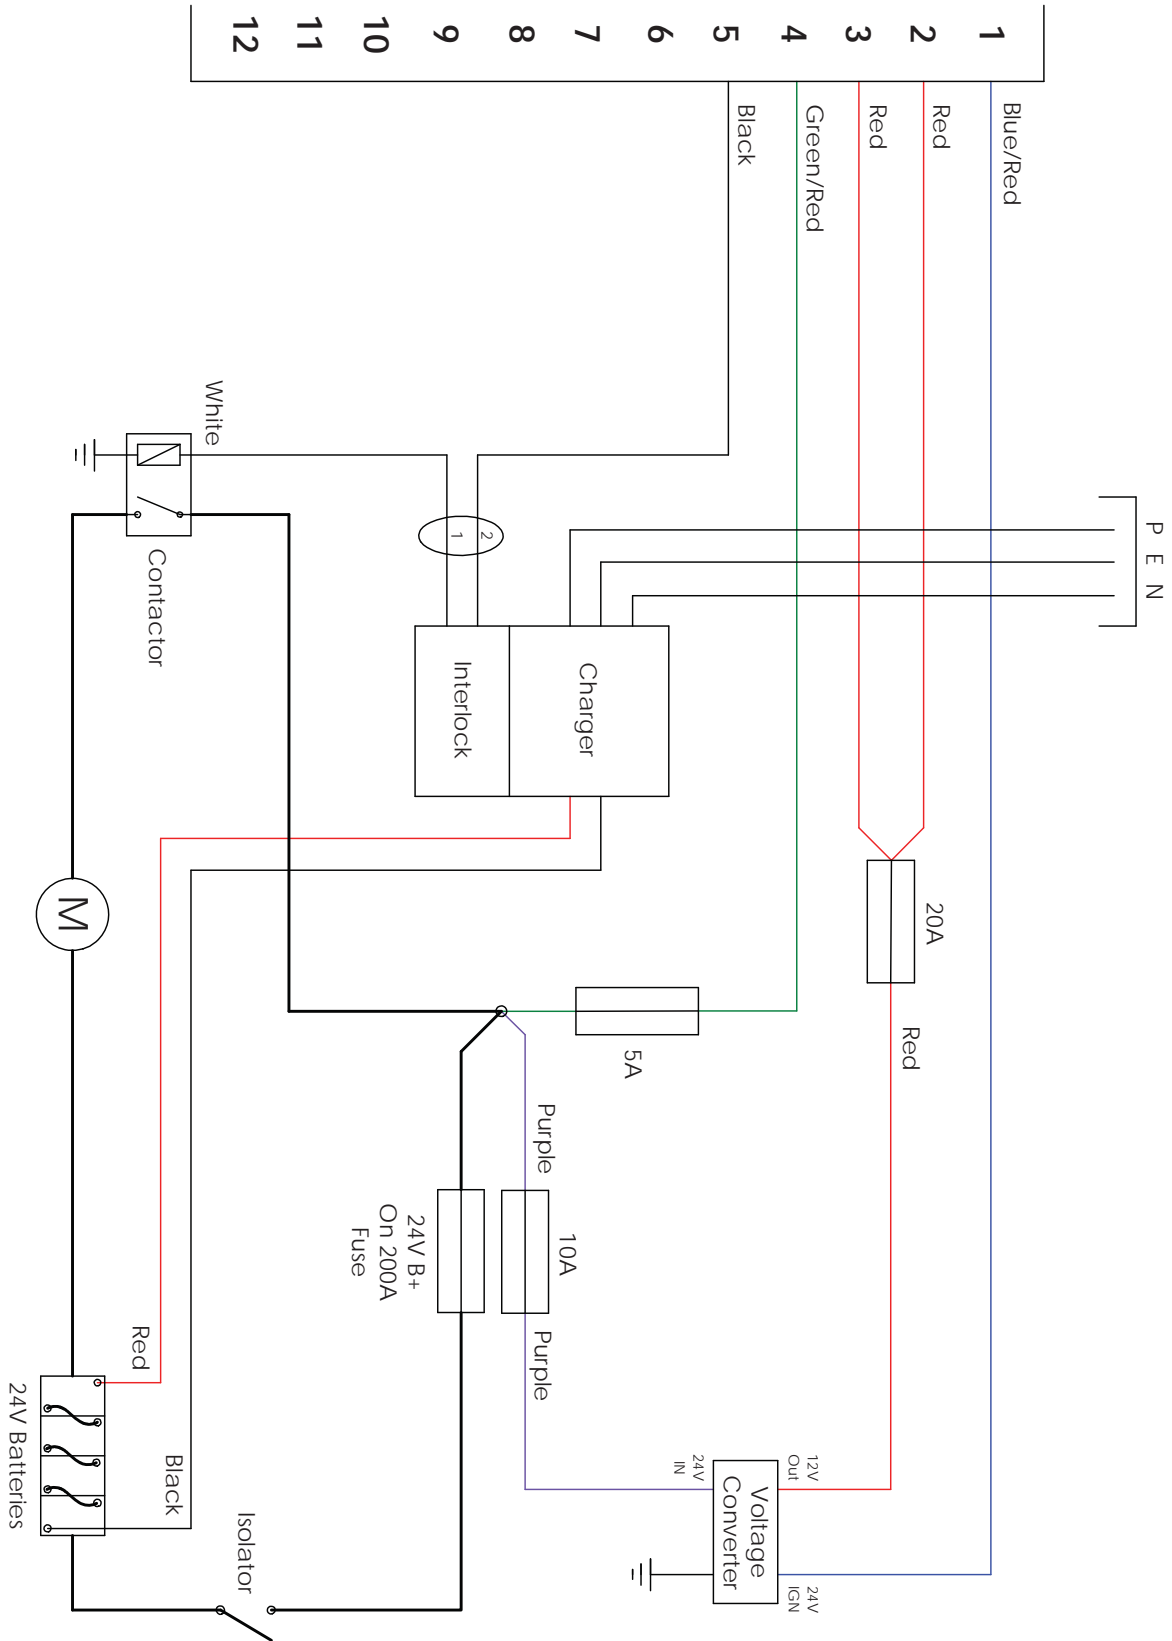 1
2
3
4
5
6
7
8
9
10
11
12
Blue/Red
Red
Red
Green/Red
Black
P E N
White
Contactor
2
1
Charger
Interlock
20A
Red
5A
Purple
10A
Purple
24V B+
On 200A
Fuse
M
Red
Black
24V Batteries
Isolator
12V
Out
24V
IN
Voltage
Converter
24V
IGN